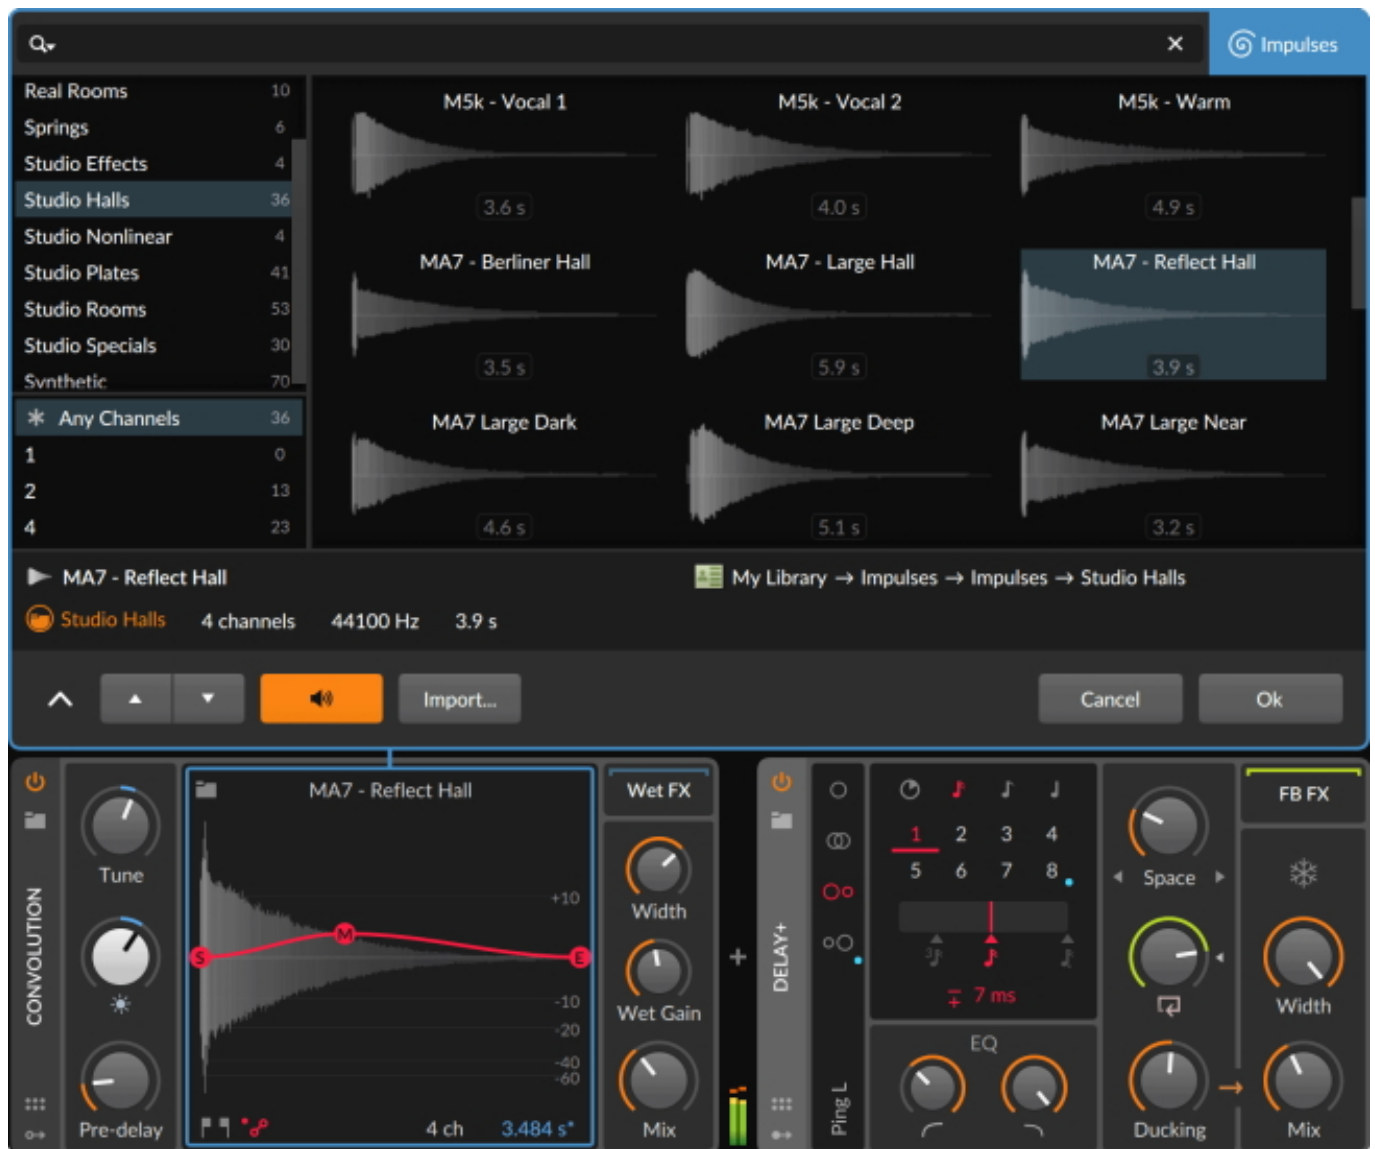 Impulses
Real Rooms 10
Springs 6
Studio Effects 4
Studio Halls 36
Studio Nonlinear 4
Studio Plates 41
Studio Rooms 53
Studio Specials 30
Synthetic 70
Any Channels 36
1 0
2 13
4 23
M5k - Vocal 1 M5k - Vocal 2 M5k - Warm
3.6 s 4.0 s 4.9 s
MA7 - Berliner Hall MA7 - Large Hall MA7 - Reflect Hall
3.5 s 5.9 s 3.9 s
MA7 Large Dark MA7 Large Deep MA7 Large Near
4.6 s 5.1 s 3.2 s
MA7 - Reflect Hall My Library → Impulses → Impulses → Studio Halls
Studio Halls 4 channels 44100 Hz 3.9 s
Import... Cancel Ok
CONVOLUTION
Tune
Pre-delay
MA7 - Reflect Hall
+10
S M E
-10
-20
-40
-60
4 ch 3.484 s*
Wet FX
Width
Wet Gain
Mix
DELAY+
Ping L
1 2 3 4
5 6 7 8
3
7 ms
EQ
Space
Ducking
FB FX
Width
Mix